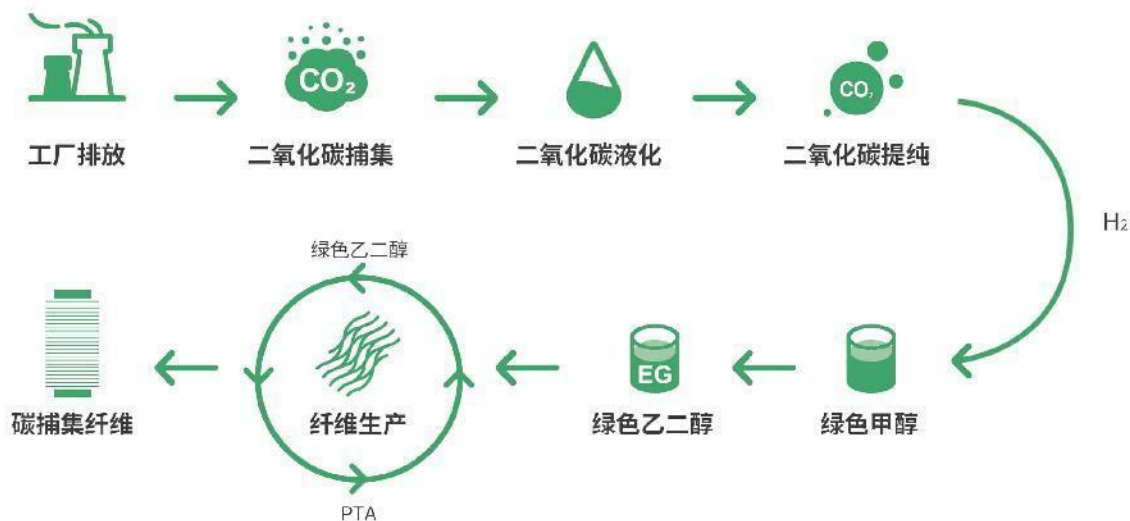 CO₂
CO₂
工厂排放
二氧化碳捕集
二氧化碳液化
二氧化碳提纯
H₂
绿色乙二醇
EG
碳捕集纤维
纤维生产
绿色乙二醇
绿色甲醇
PTA